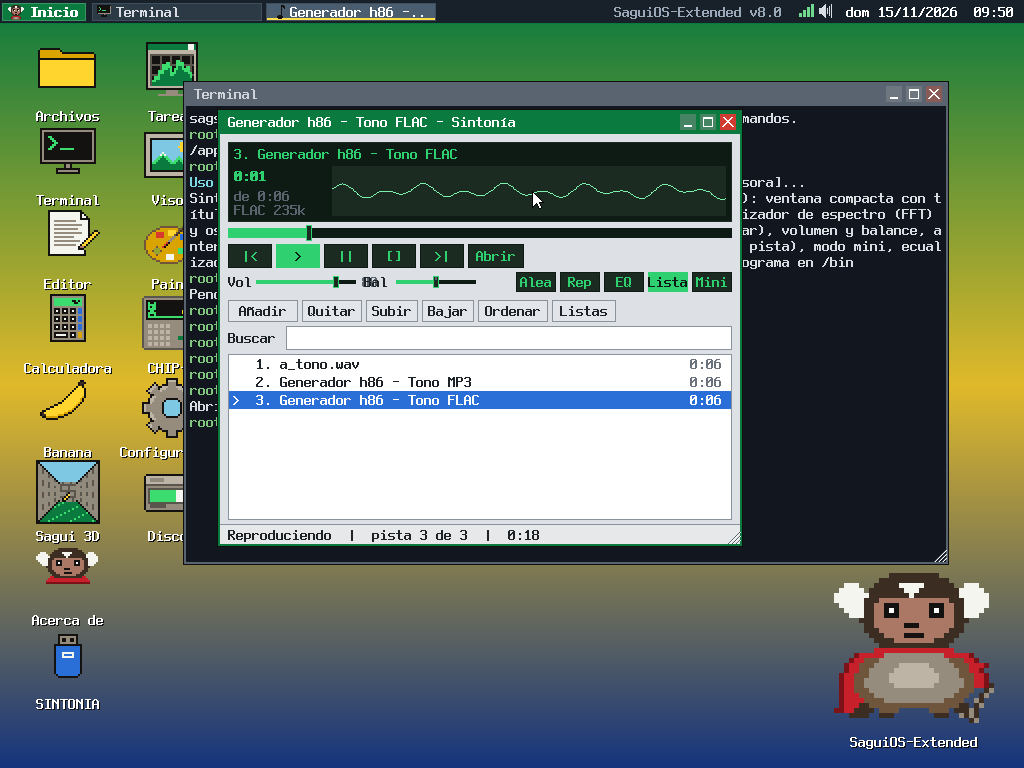 Inicio
Terminal
Generador h86 -..
SaguiOS-Extended v8.0
dom 15/11/2026
09:50
Archivos
Terminal
Editor
Calculadora
Banana
Sagui 3D
Acerca de
SINTONIA
Terminal
mandos.
Uso
sora]...
): ventana compacta con t
izador de espectro (FFT)
y os
ar), volumen y balance, a
pista), modo mini, ecual
ograma en /bin
Generador h86 - Tono FLAC - Sintonía
3. Generador h86 - Tono FLAC
0:01
de 0:06
FLAC 235k
|< > || [] >| Abrir
Vol
Alea Rep EQ Lista Mini
Añadir Quitar Subir Bajar Ordenar Listas
Buscar
1. a_tono.wav 0:06
2. Generador h86 - Tono MP3 0:06
> 3. Generador h86 - Tono FLAC 0:06
Reproduciendo | pista 3 de 3 | 0:18
SaguiOS-Extended